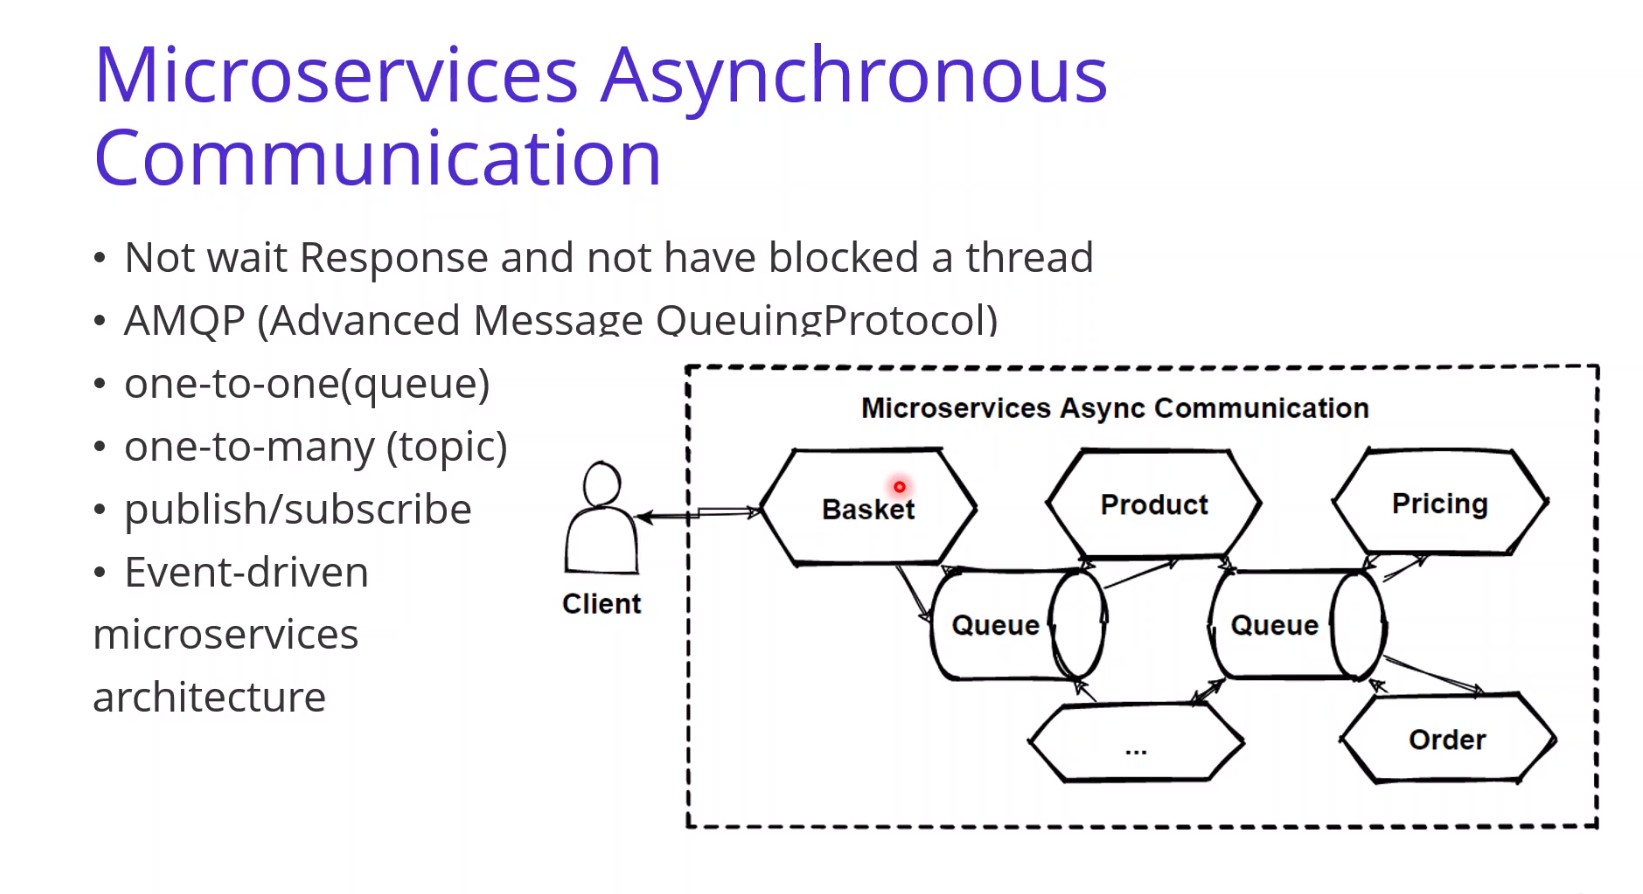 Microservices Asynchronous
Communication
• Not wait Response and not have blocked a thread
• AMQP (Advanced Message QueuingProtocol)
• one-to-one(queue)
• one-to-many (topic)
• publish/subscribe
• Event-driven
microservices
architecture
Microservices Async Communication
Basket
Product
Pricing
Client
Queue
Queue
...
Order